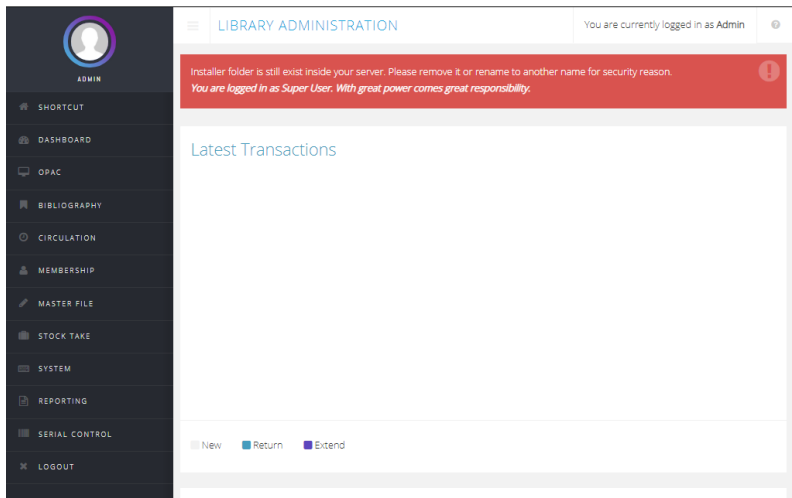 LIBRARY ADMINISTRATION
You are currently logged in as Admin
ADMIN
Installer folder is still exist inside your server. Please remove it or rename to another name for security reason.
You are logged in as Super User. With great power comes great responsibility.
SHORTCUT
DASHBOARD
OPAC
BIBLIOGRAPHY
CIRCULATION
MEMBERSHIP
MASTER FILE
STOCK TAKE
SYSTEM
REPORTING
SERIAL CONTROL
LOGOUT
Latest Transactions
New Return Extend